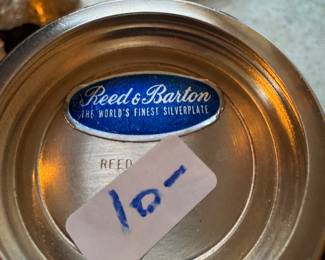 Reed & Barton
THE WORLD'S FINEST SILVERPLATE
REED
10-